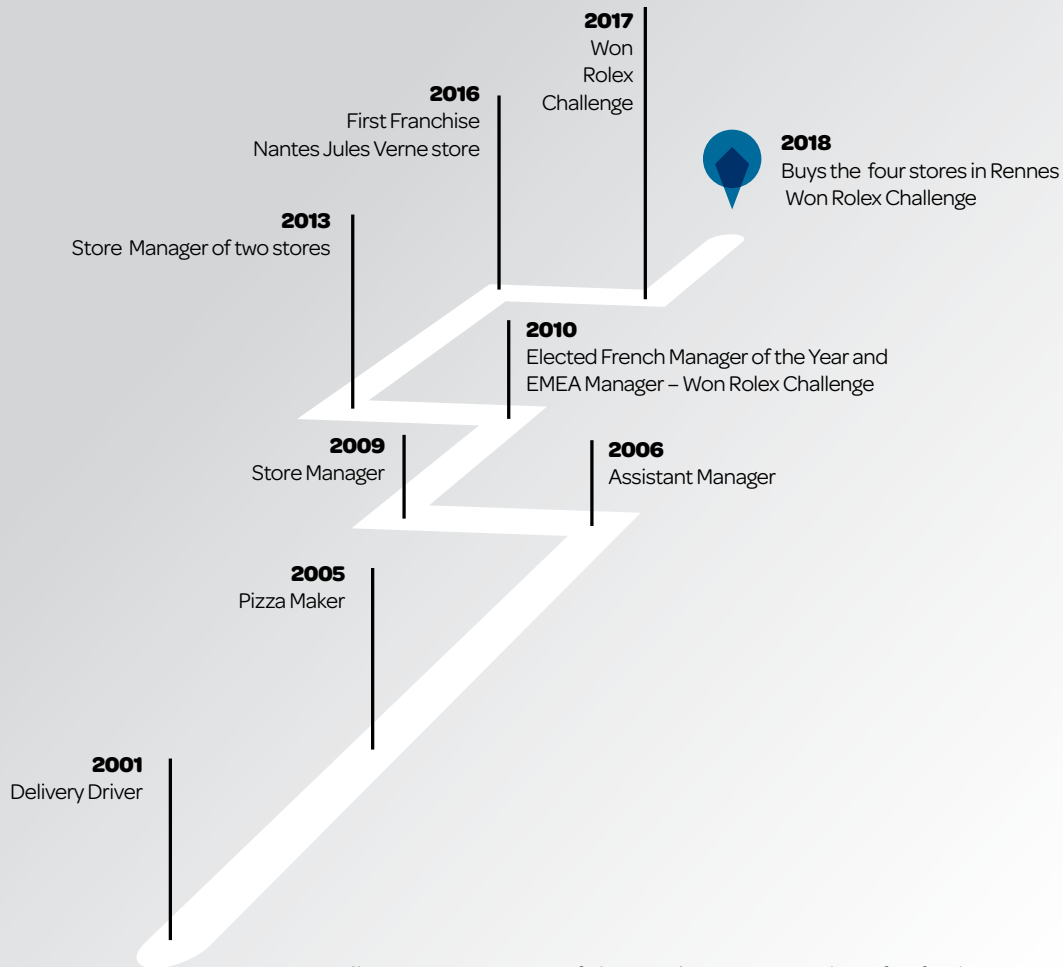 2017
Won
Rolex
Challenge
2016
First Franchise
Nantes Jules Verne store
2018
Buys the four stores in Rennes
Won Rolex Challenge
2013
Store Manager of two stores
2010
Elected French Manager of the Year and
EMEA Manager – Won Rolex Challenge
2009
Store Manager
2006
Assistant Manager
2005
Pizza Maker
2001
Delivery Driver